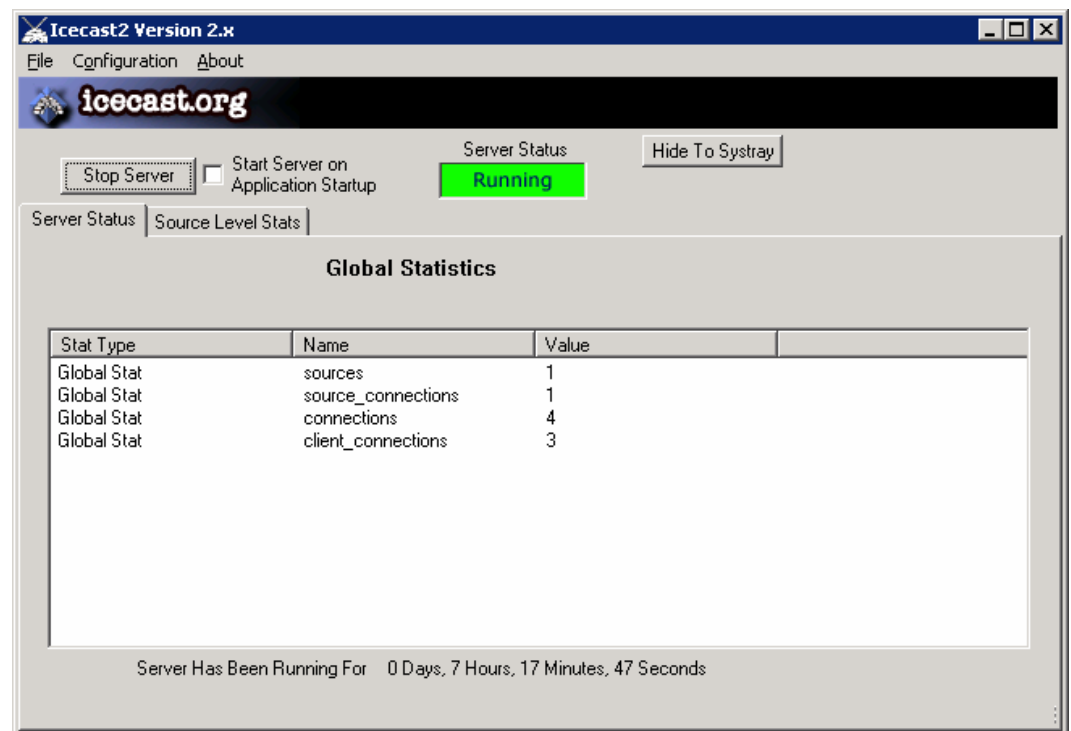 Icecast2 Version 2.x
File Configuration About
icecast.org
Stop Server
Start Server on
Application Startup
Server Status
Running
Hide To Systray
Server Status Source Level Stats
Global Statistics
Stat Type Name Value
Global Stat sources 1
Global Stat source_connections 1
Global Stat connections 4
Global Stat client_connections 3
Server Has Been Running For 0 Days, 7 Hours, 17 Minutes, 47 Seconds